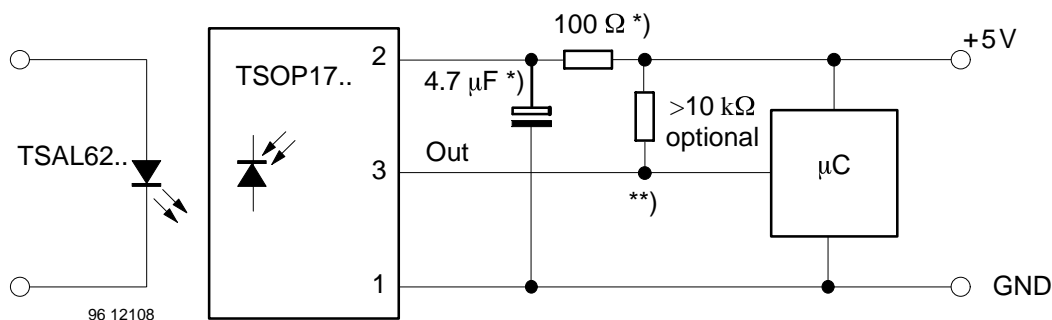 100 Ω *)
+5V
2
TSOP17..
4.7 µF *)
>10 kΩ
optional
TSAL62..
Out
3
µC
**)
1
GND
96 12108